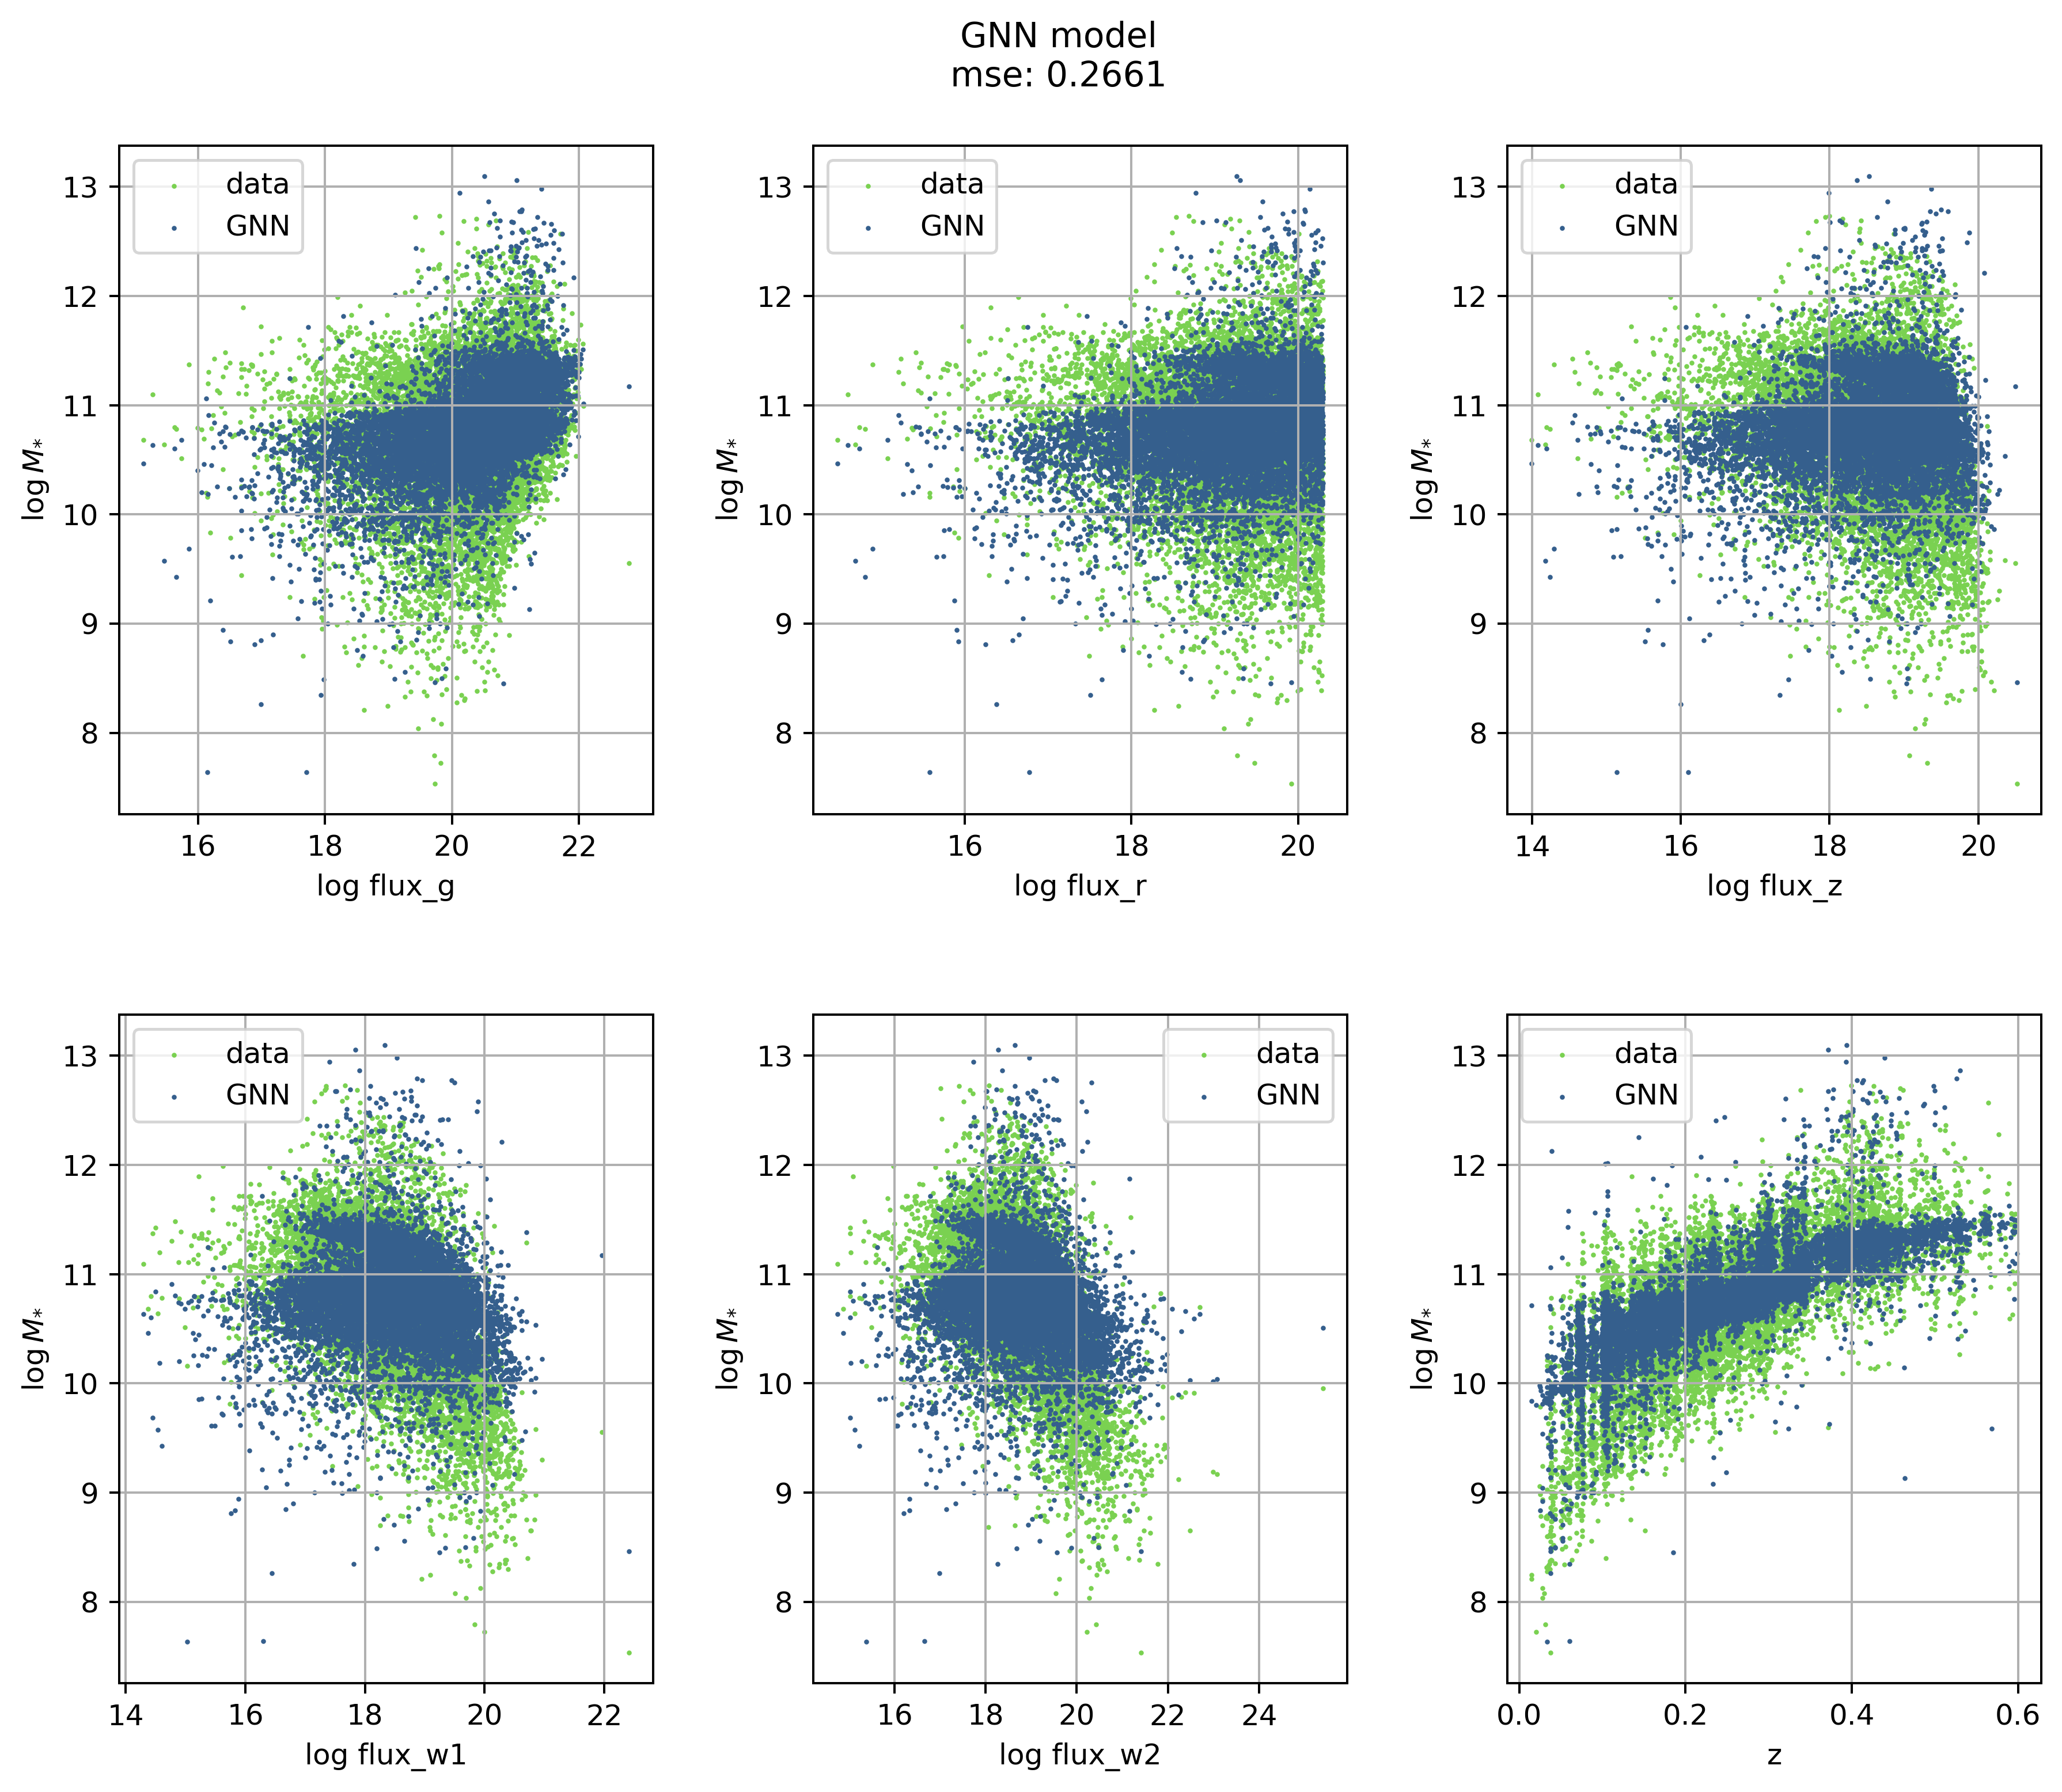 GNN model
mse: 0.2661
data
GNN
13
12
11
10
9
8
log M*
16 18 20 22
log flux_g
data
GNN
13
12
11
10
9
8
log M*
16 18 20
log flux_r
data
GNN
13
12
11
10
9
8
log M*
14 16 18 20
log flux_z
data
GNN
13
12
11
10
9
8
log M*
14 16 18 20 22
log flux_w1
data
GNN
13
12
11
10
9
8
log M*
16 18 20 22 24
log flux_w2
data
GNN
13
12
11
10
9
8
log M*
0.0 0.2 0.4 0.6
z